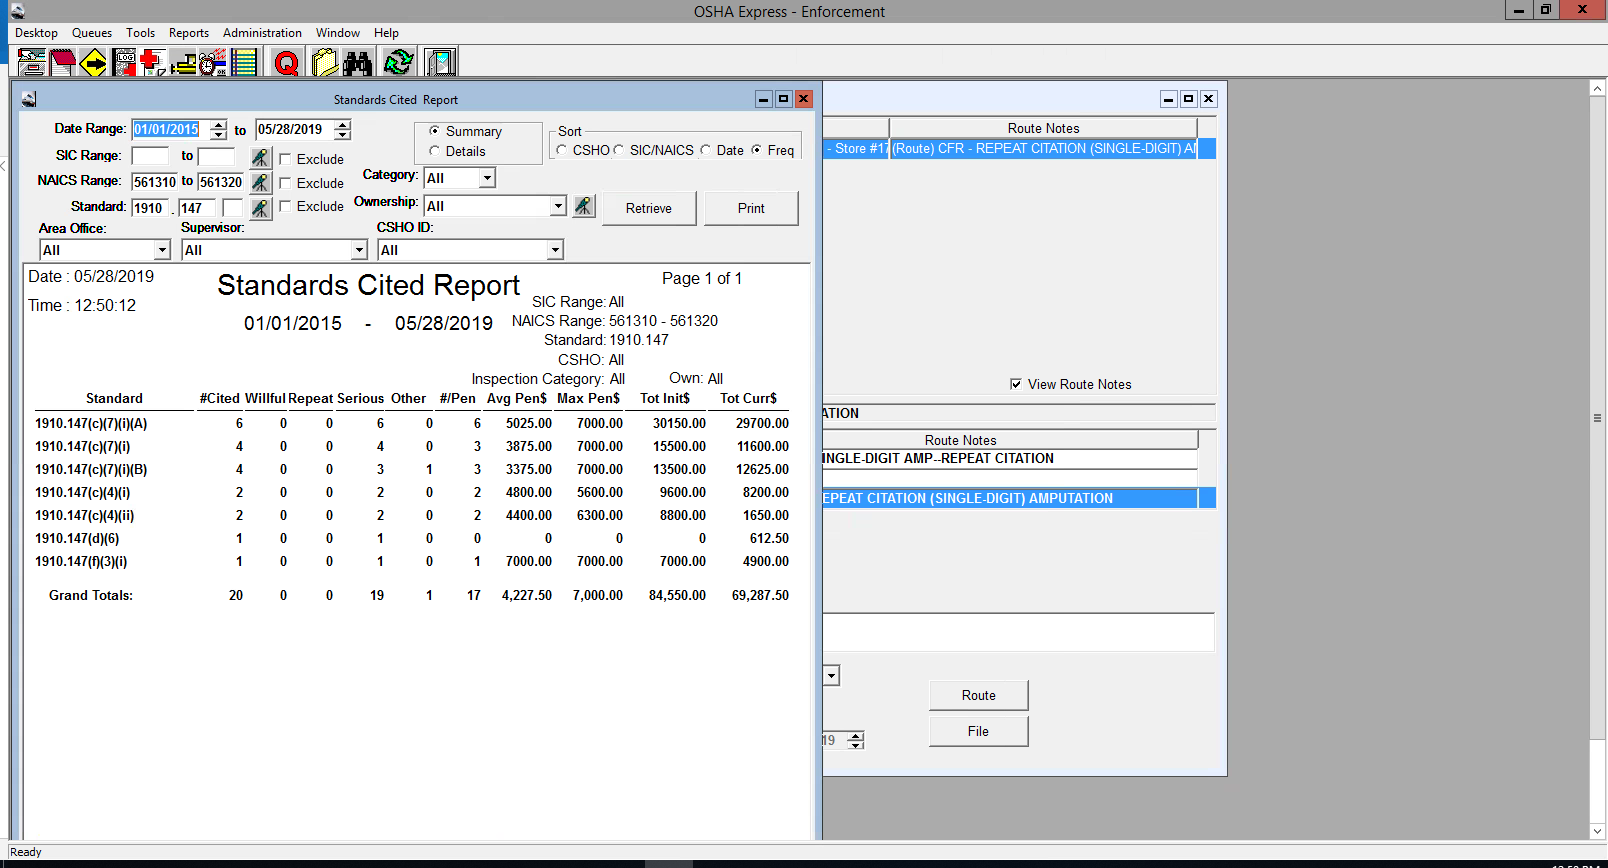 OSHA Express - Enforcement
Desktop Queues Tools Reports Administration Window Help
LOG
Q
Standards Cited Report
Date Range: 01/01/2015 to 05/28/2019
Summary
Details
Sort
CSHO SIC/NAICS Date Freq
SIC Range: to Exclude
NAICS Range: 561310 to 561320 Exclude
Category: All
Standard: 1910 . 147 Exclude
Ownership: All
Retrieve
Print
Area Office: Supervisor: CSHO ID:
All All All
Date : 05/28/2019
Standards Cited Report
Page 1 of 1
Time : 12:50:12
01/01/2015 - 05/28/2019
SIC Range: All
NAICS Range: 561310 - 561320
Standard: 1910.147
CSHO: All
Inspection Category: All Own: All
Standard #Cited Willful Repeat Serious Other #/Pen Avg Pen$ Max Pen$ Tot Init$ Tot Curr$
1910.147(c)(7)(i)(A) 6 0 0 6 0 6 5025.00 7000.00 30150.00 29700.00
1910.147(c)(7)(i) 4 0 0 4 0 3 3875.00 7000.00 15500.00 11600.00
1910.147(c)(7)(i)(B) 4 0 0 3 1 3 3375.00 7000.00 13500.00 12625.00
1910.147(c)(4)(i) 2 0 0 2 0 2 4800.00 5600.00 9600.00 8200.00
1910.147(c)(4)(ii) 2 0 0 2 0 2 4400.00 6300.00 8800.00 1650.00
1910.147(d)(6) 1 0 0 1 0 0 0 0 0 612.50
1910.147(f)(3)(i) 1 0 0 1 0 1 7000.00 7000.00 7000.00 4900.00
Grand Totals: 20 0 0 19 1 17 4,227.50 7,000.00 84,550.00 69,287.50
Route Notes
- Store #17 (Route) CFR - REPEAT CITATION (SINGLE-DIGIT) AM
View Route Notes
ATION
Route Notes
INGLE-DIGIT AMP--REPEAT CITATION
EPEAT CITATION (SINGLE-DIGIT) AMPUTATION
Route
File
19
Ready